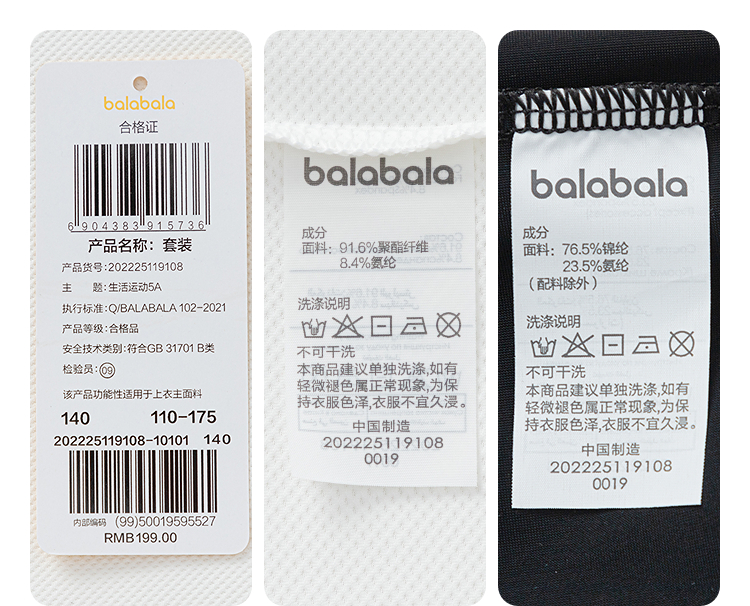 balabala
合格证
6 904383 915736
产品名称：套装
产品货号：202225119108
主 题：生活运动5A
执行标准：Q/BALABALA 102-2021
产品等级：合格品
安全技术类别：符合GB 31701 B类
检验员：09
该产品功能性适用于上衣主面料
140 110-175
202225119108-10101 140
内部编码 (99)50019595527
RMB199.00
balabala
成分
面料：91.6%聚酯纤维
8.4%氨纶
洗涤说明
不可干洗
本商品建议单独洗涤,如有
轻微褪色属正常现象,为保
持衣服色泽,衣服不宜久浸。
中国制造
202225119108
0019
balabala
成分
面料：76.5%锦纶
23.5%氨纶
（配料除外）
洗涤说明
不可干洗
本商品建议单独洗涤,如有
轻微褪色属正常现象,为保
持衣服色泽,衣服不宜久浸。
中国制造
202225119108
0019